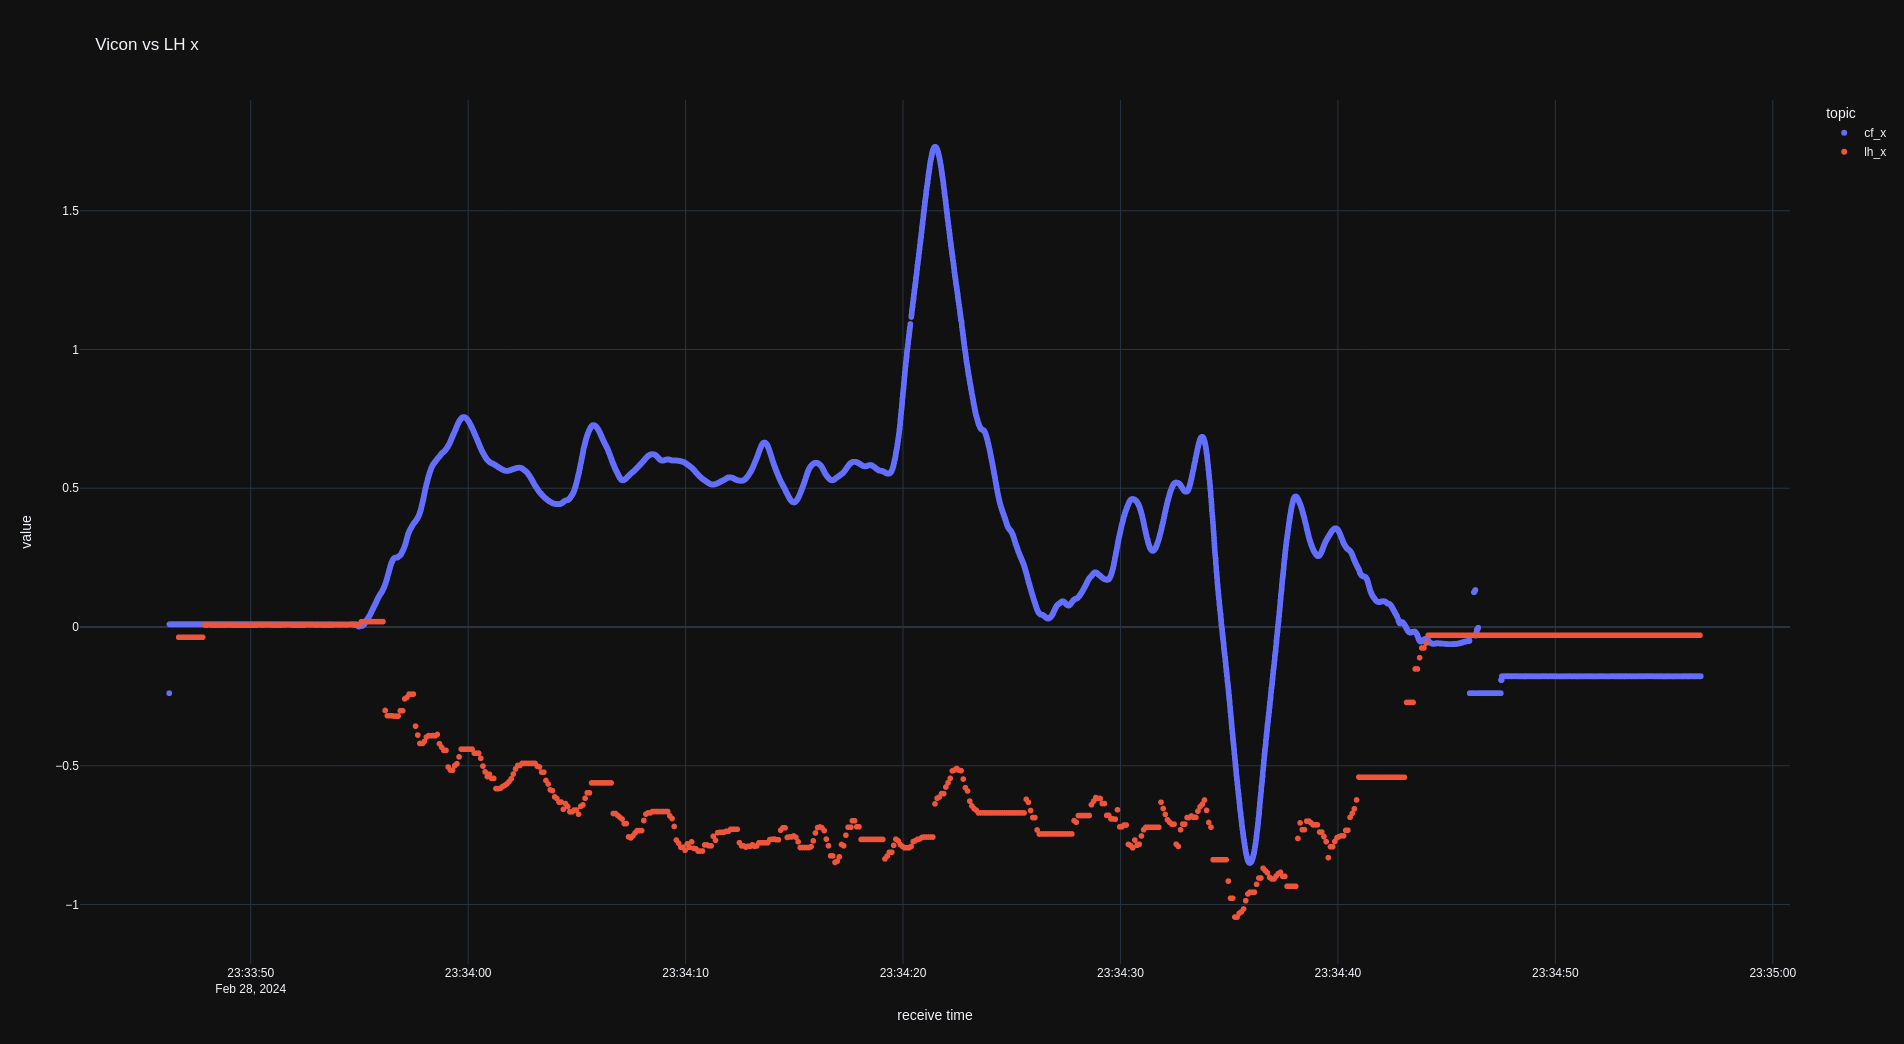 Vicon vs LH x
topic
cf_x
lh_x
1.5
1
0.5
0
−0.5
−1
value
23:33:50
Feb 28, 2024
23:34:00
23:34:10
23:34:20
23:34:30
23:34:40
23:34:50
23:35:00
receive time